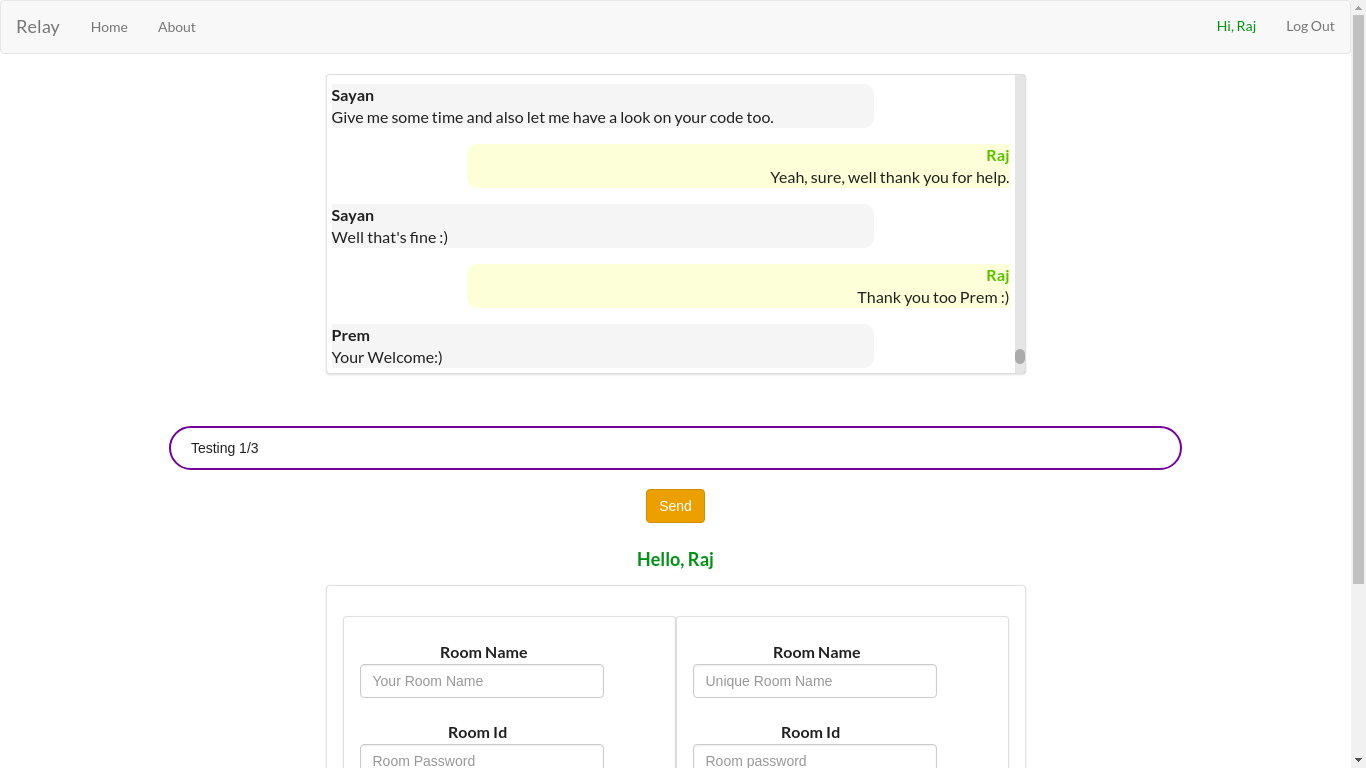 Relay Home About Hi, Raj Log Out
Sayan
Give me some time and also let me have a look on your code too.
Raj
Yeah, sure, well thank you for help.
Sayan
Well that's fine :)
Raj
Thank you too Prem :)
Prem
Your Welcome:)
Testing 1/3
Send
Hello, Raj
Room Name Room Name
Your Room Name Unique Room Name
Room Id Room Id
Room Password Room password